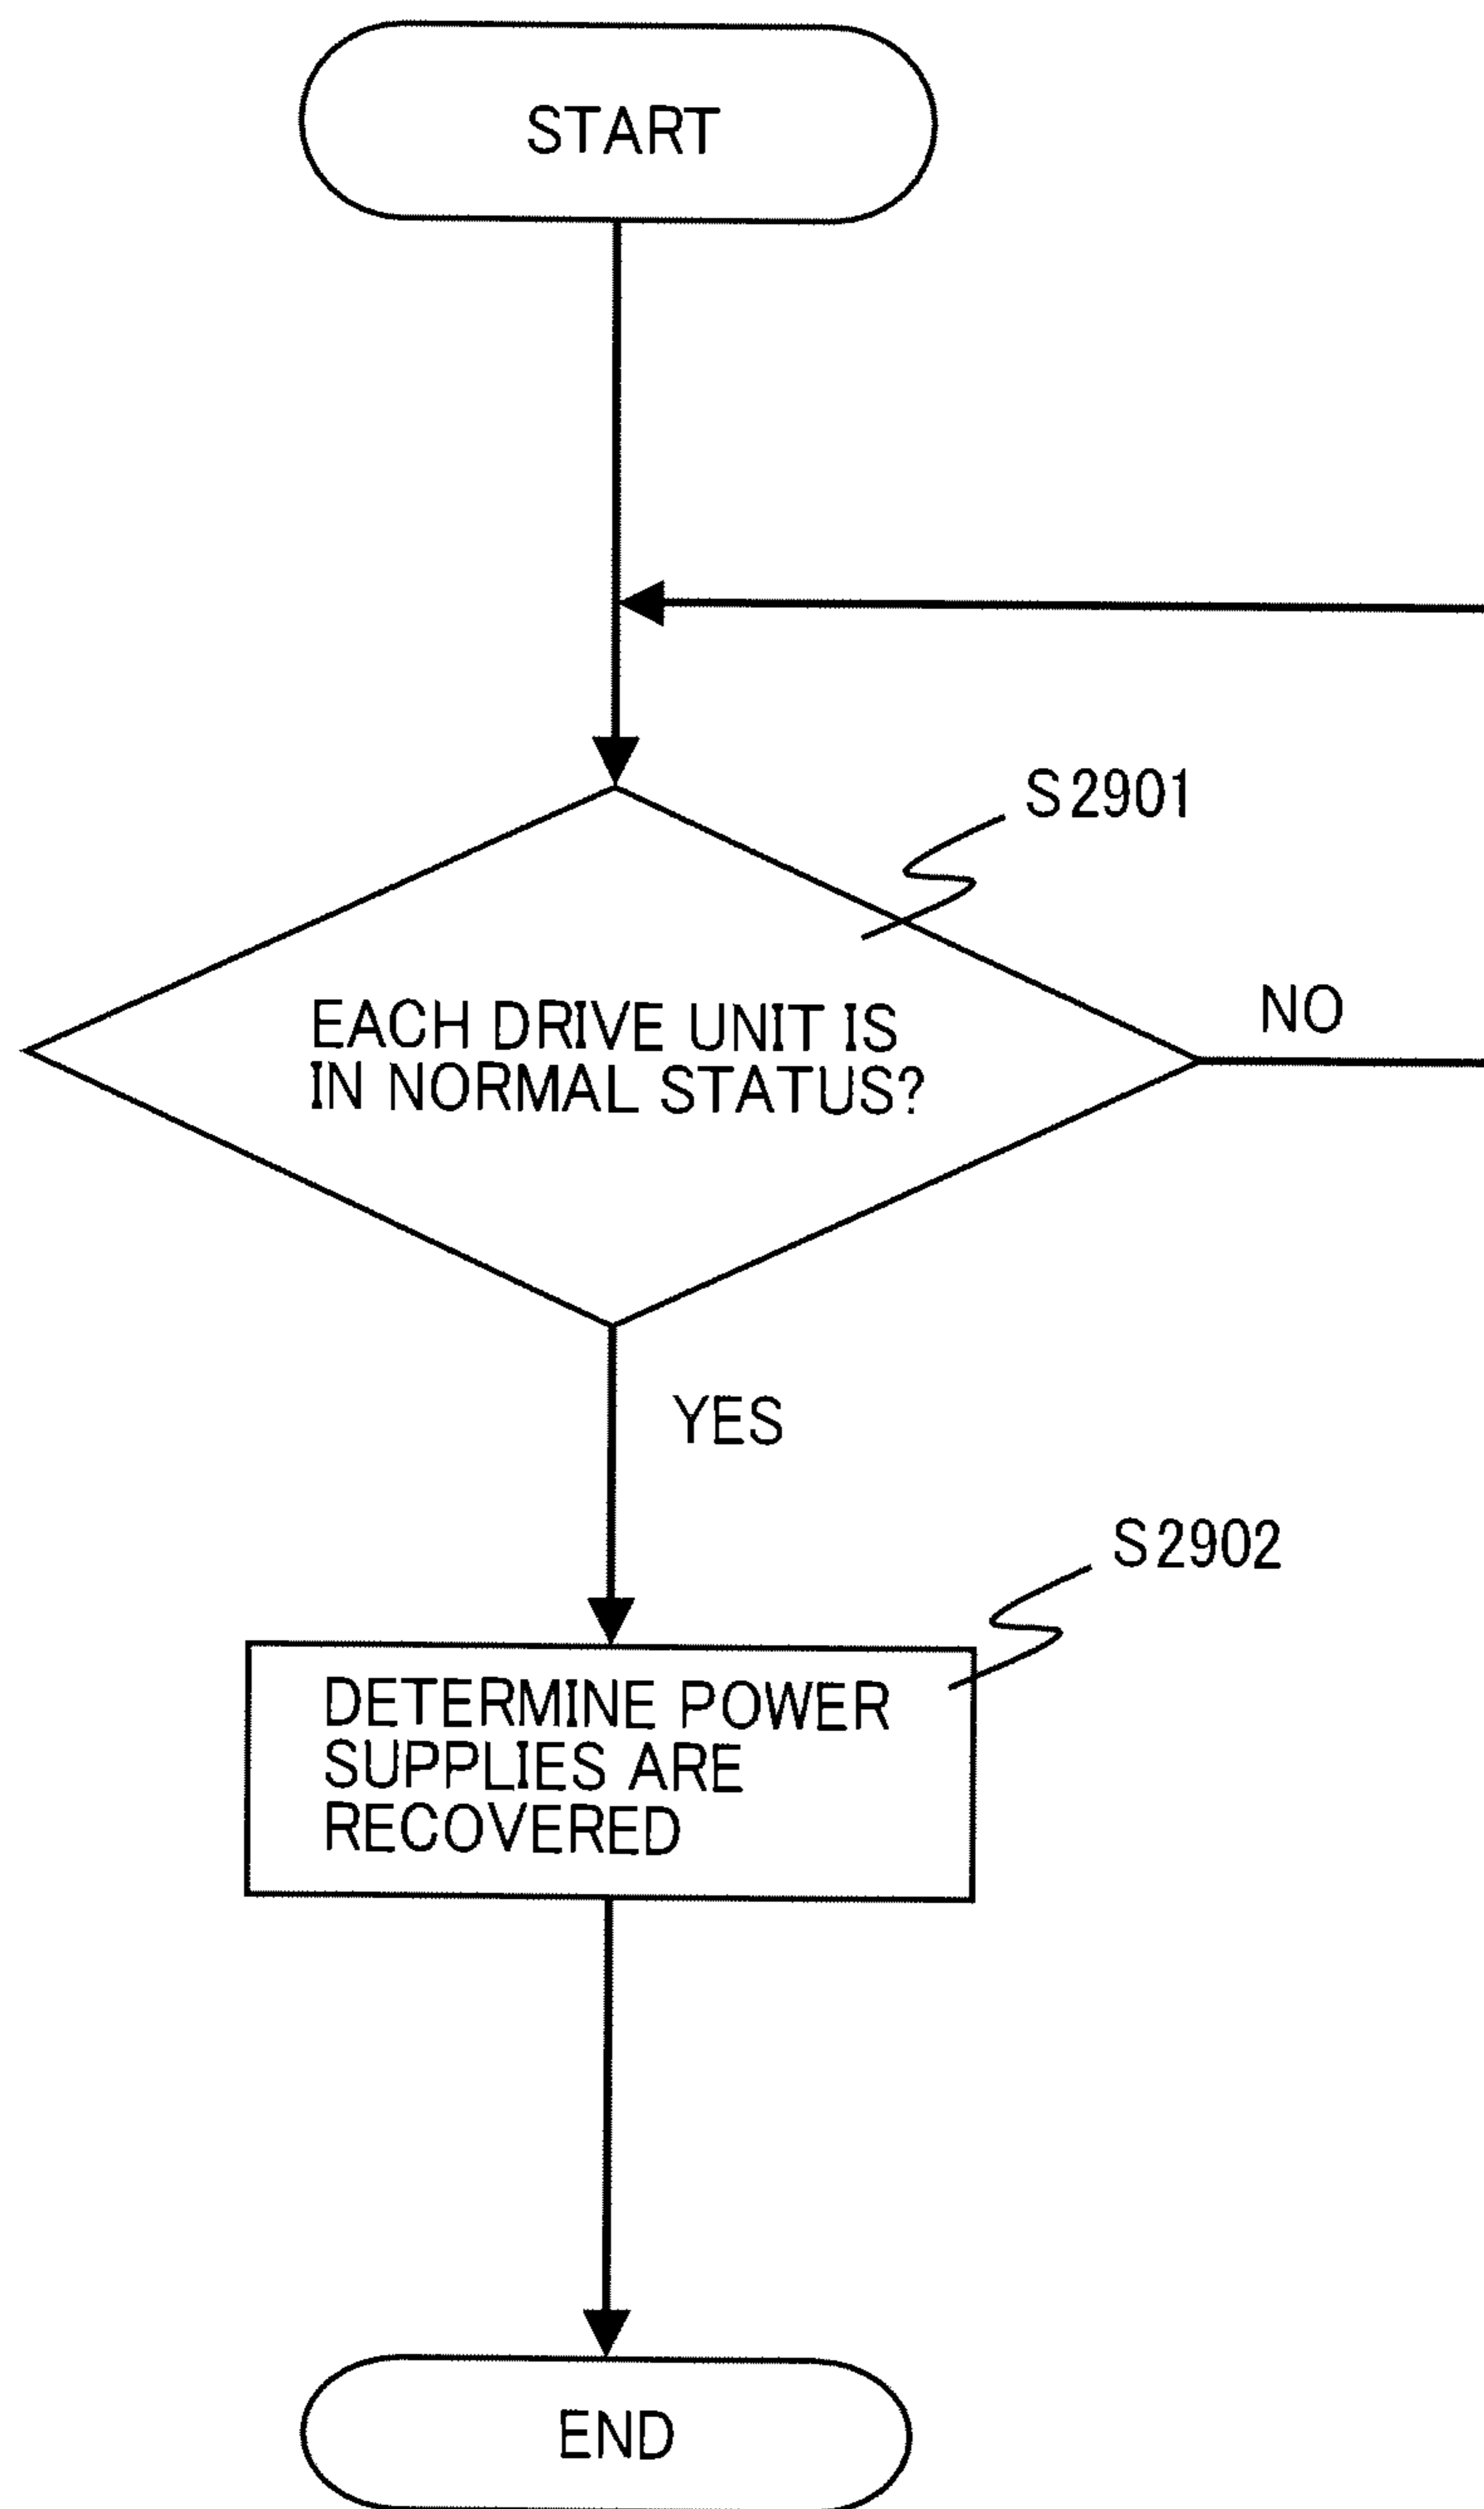 START
S2901
EACH DRIVE UNIT IS
IN NORMAL STATUS?
NO
YES
S2902
DETERMINE POWER
SUPPLIES ARE
RECOVERED
END